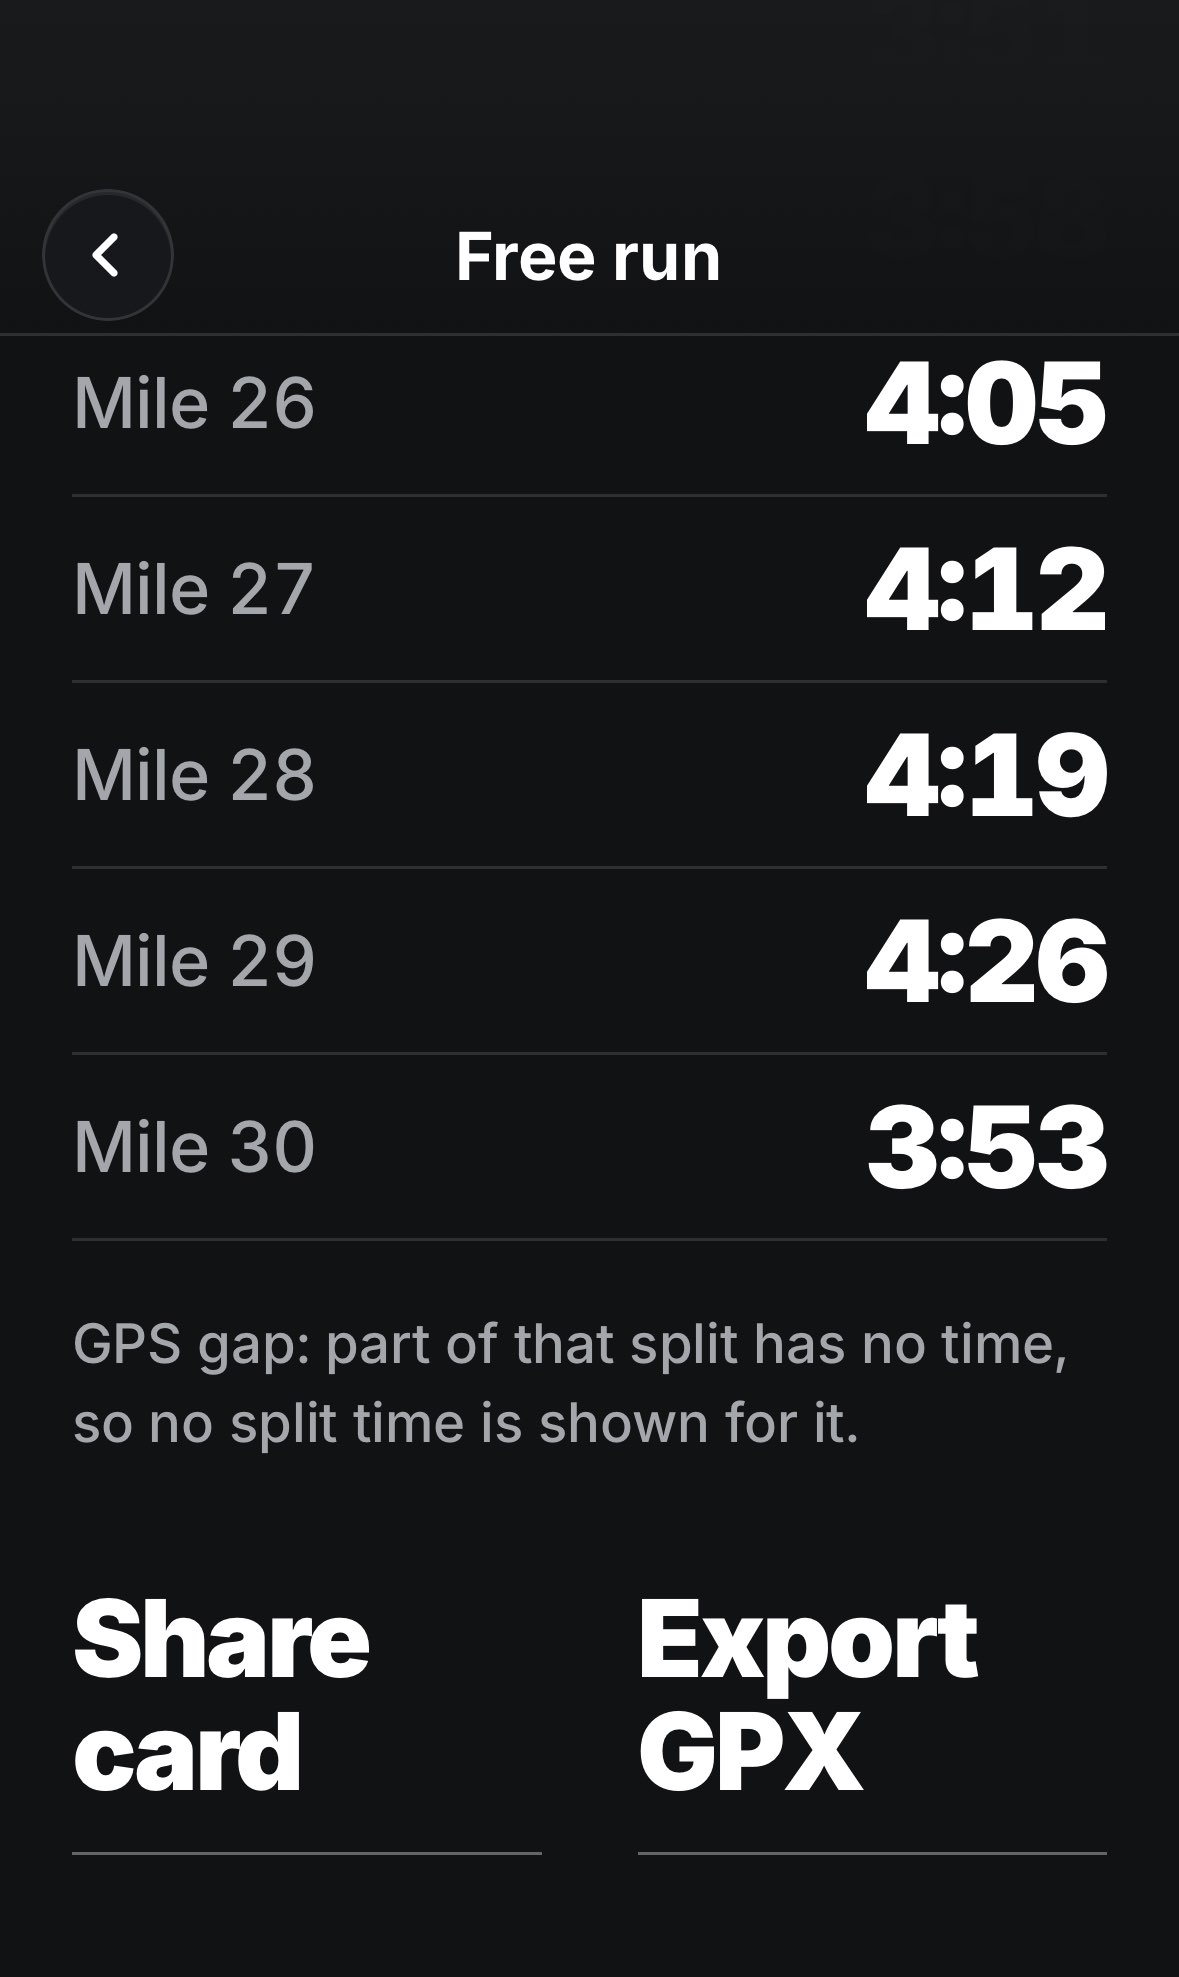 Free run
Mile 26 4:05
Mile 27 4:12
Mile 28 4:19
Mile 29 4:26
Mile 30 3:53
GPS gap: part of that split has no time,
so no split time is shown for it.
Share
card
Export
GPX